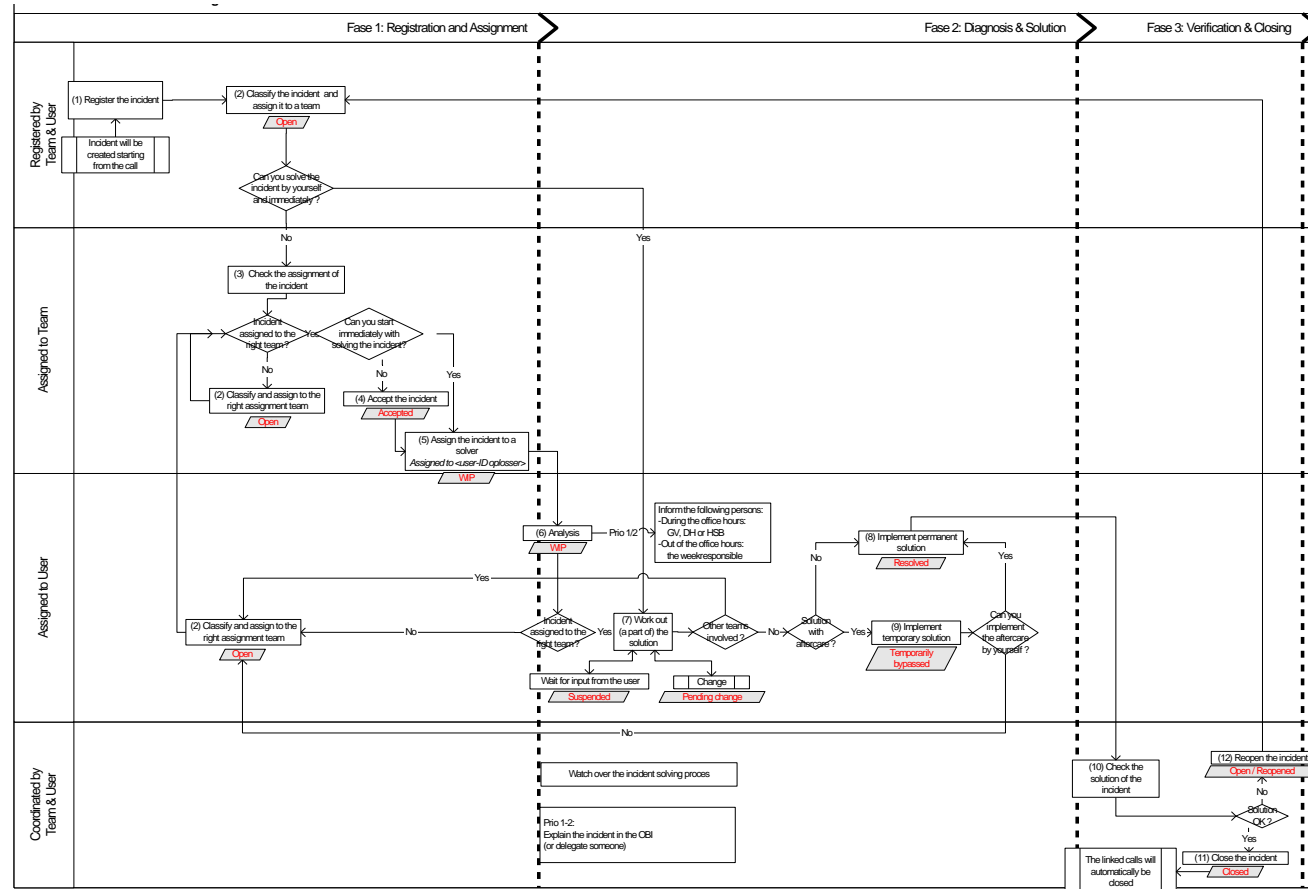 Fase 1: Registration and Assignment
Fase 2: Diagnosis & Solution
Fase 3: Verification & Closing
Registered by
Team & User
(1) Register the incident
Incident will be
created starting
from the call
(2) Classify the incident and
assign it to a team
Open
Can you solve the
incident by yourself
and immediately ?
No
Yes
Assigned to Team
(3) Check the assignment of
the incident
Incident
assigned to the
right team ?
Yes
Can you start
immediately with
solving the incident?
No
No
Yes
(2) Classify and assign to the
right assignment team
Open
(4) Accept the incident
Accepted
(5) Assign the incident to a
solver
Assigned to <user-ID oplosser>
WIP
Assigned to User
(6) Analysis
WIP
Prio 1/2
Inform the following persons:
-During the office hours:
GV, DH or HSB
-Out of the office hours:
the weekresponsible
(8) Implement permanent
solution
Resolved
No
Yes
Yes
(2) Classify and assign to the
right assignment team
Open
No
Incident
assigned to the
right team ?
Yes
(7) Work out
(a part of) the
solution
Other teams
involved ?
No
Solution
with
aftercare ?
Yes
(9) Implement
temporary solution
Temporarily
bypassed
Can you
implement
the aftercare
by yourself ?
Wait for input from the user
Suspended
Change
Pending change
No
Coordinated by
Team & User
Watch over the incident solving proces
Prio 1-2:
Explain the incident in the OBI
(or delegate someone)
(10) Check the
solution of the
incident
(12) Reopen the incident
Open / Reopened
No
Solution
OK ?
Yes
(11) Close the incident
Closed
The linked calls will
automatically be
closed